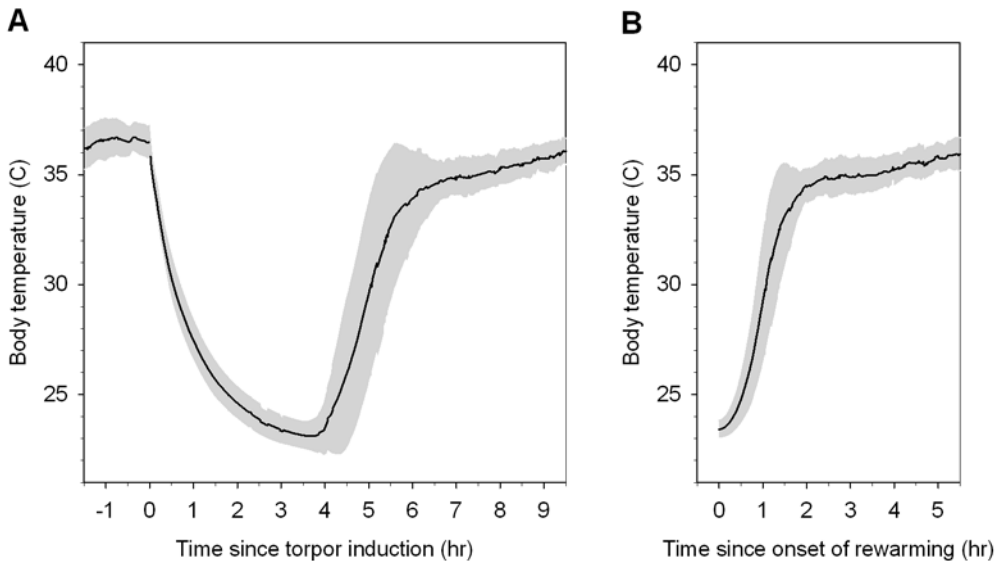 A
B
Body temperature (C)
40
35
30
25
-1 0 1 2 3 4 5 6 7 8 9
Time since torpor induction (hr)
Body temperature (C)
40
35
30
25
0 1 2 3 4 5
Time since onset of rewarming (hr)